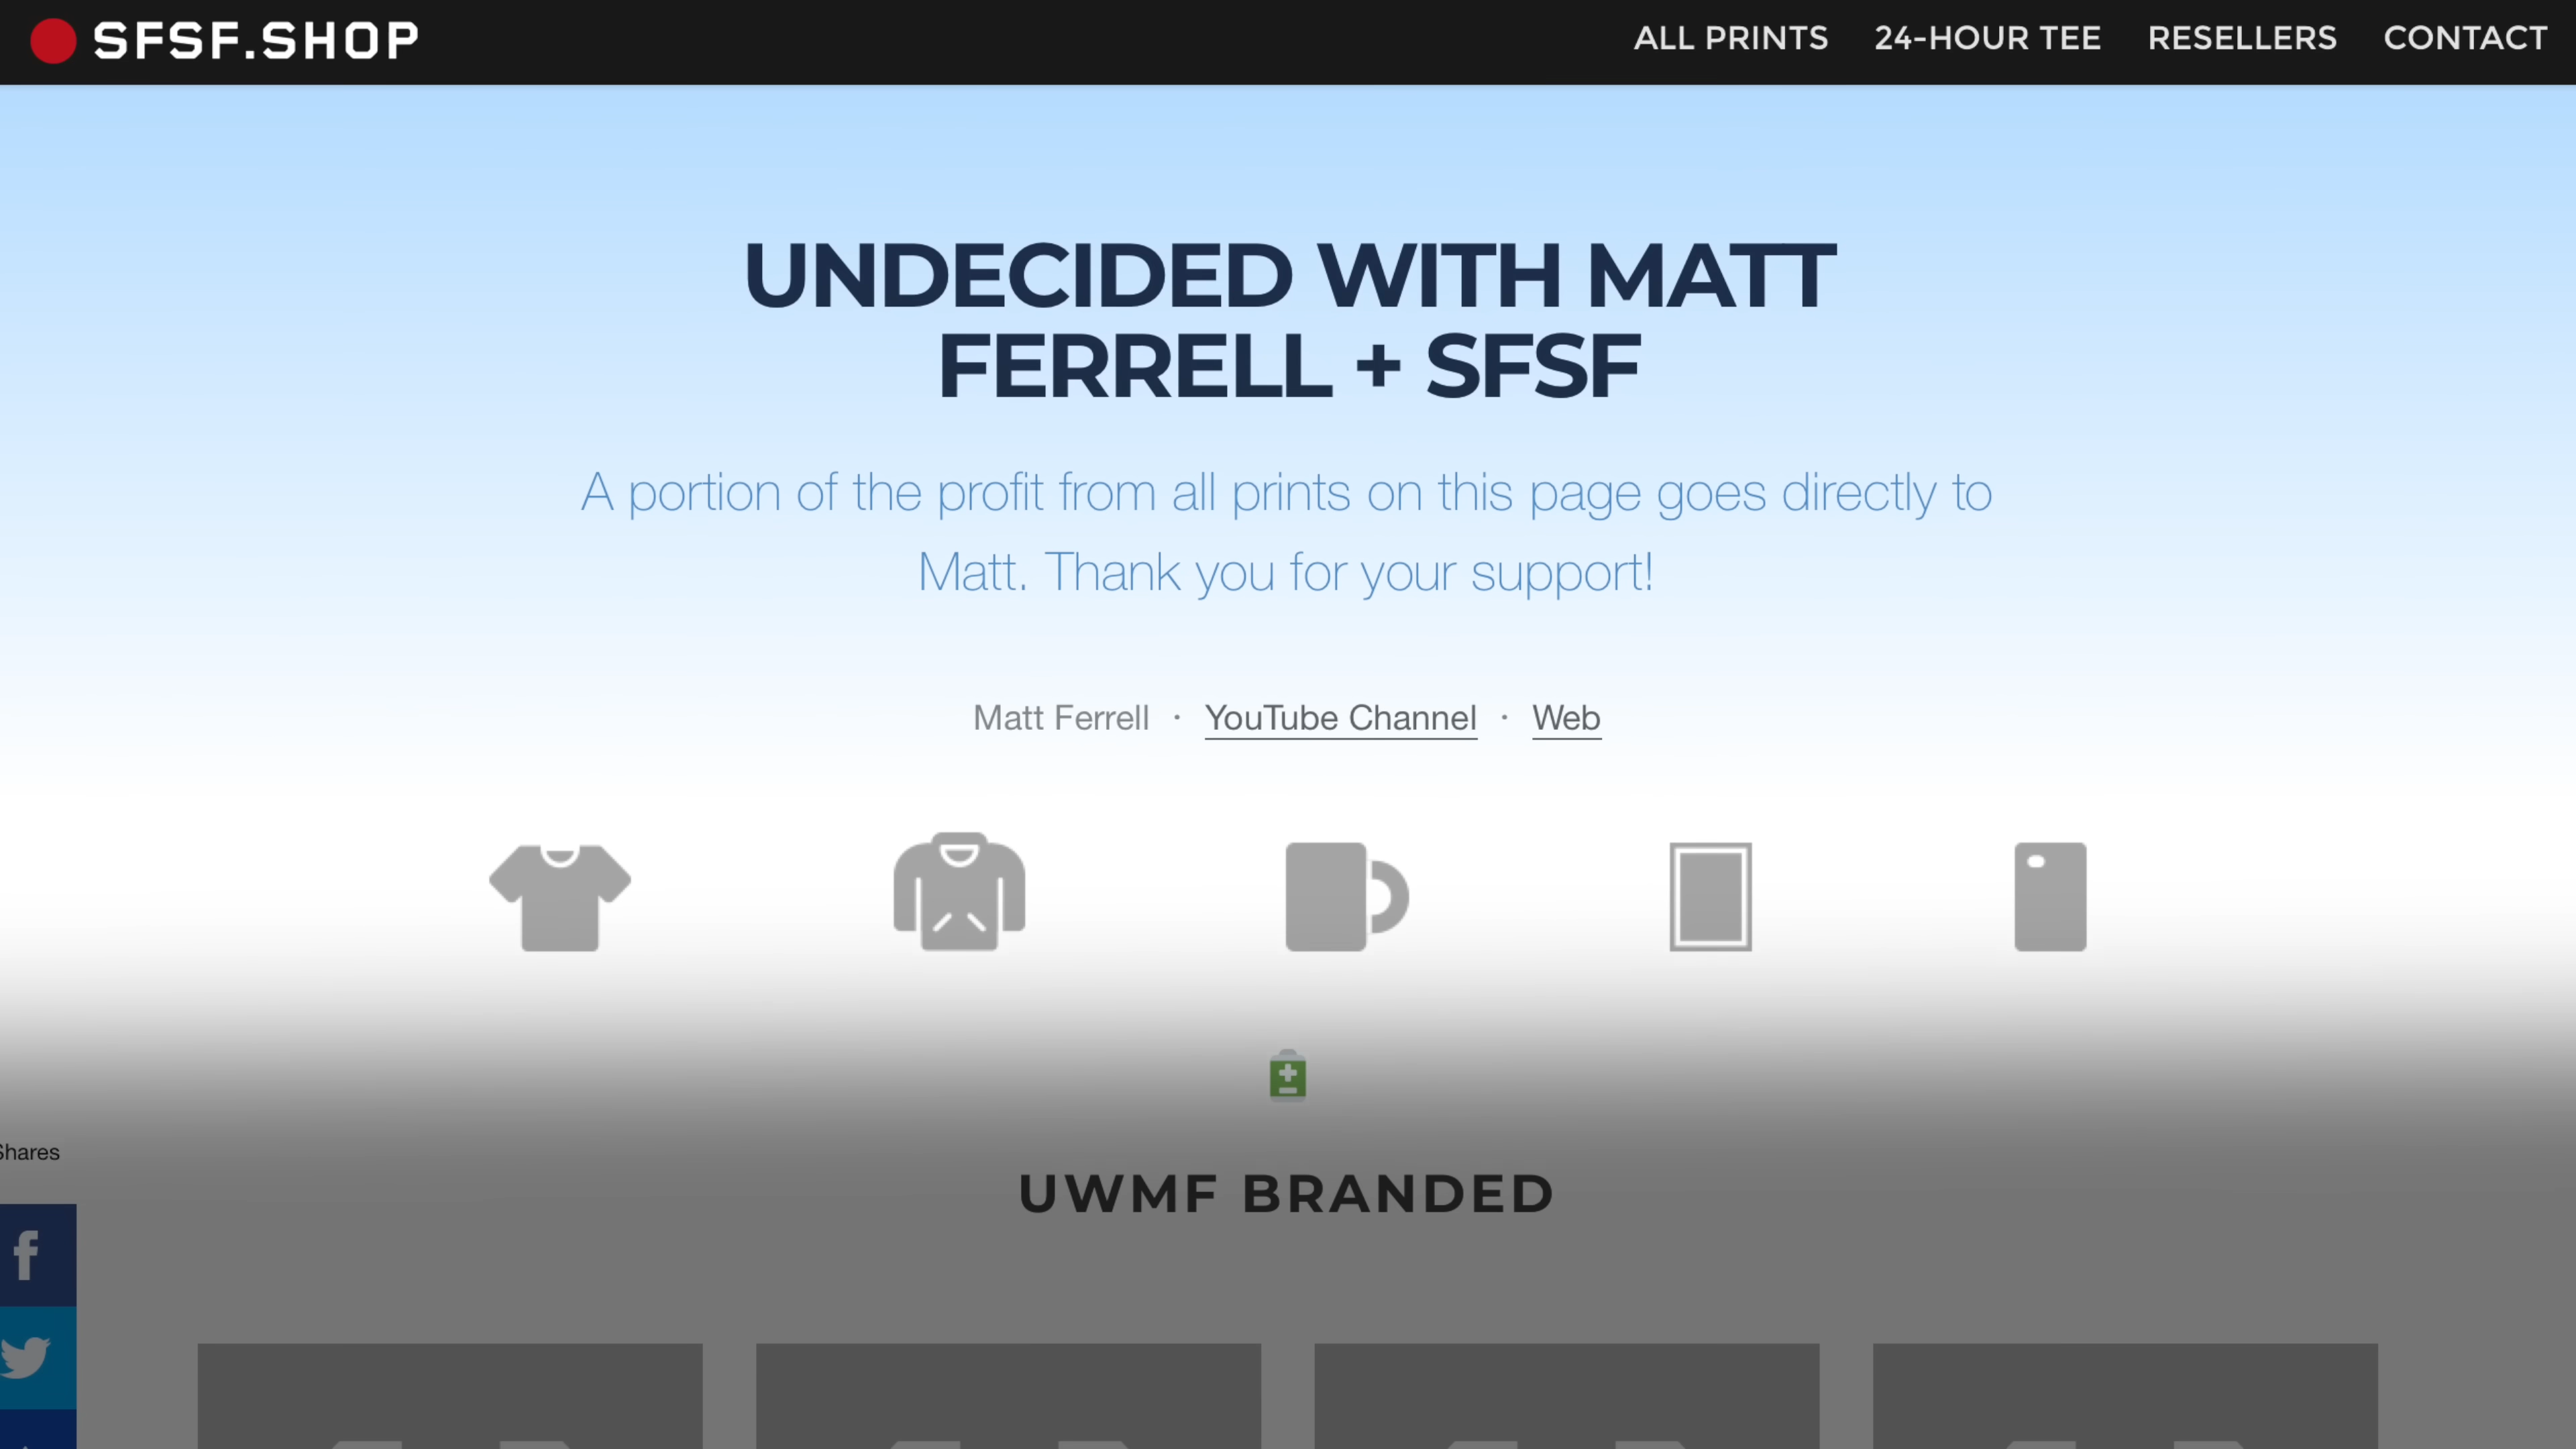 SFSF.SHOP
ALL PRINTS
24-HOUR TEE
RESELLERS
CONTACT
UNDECIDED WITH MATT
FERRELL + SFSF
A portion of the profit from all prints on this page goes directly to
Matt. Thank you for your support!
Matt Ferrell · YouTube Channel · Web
Shares
UWMF BRANDED